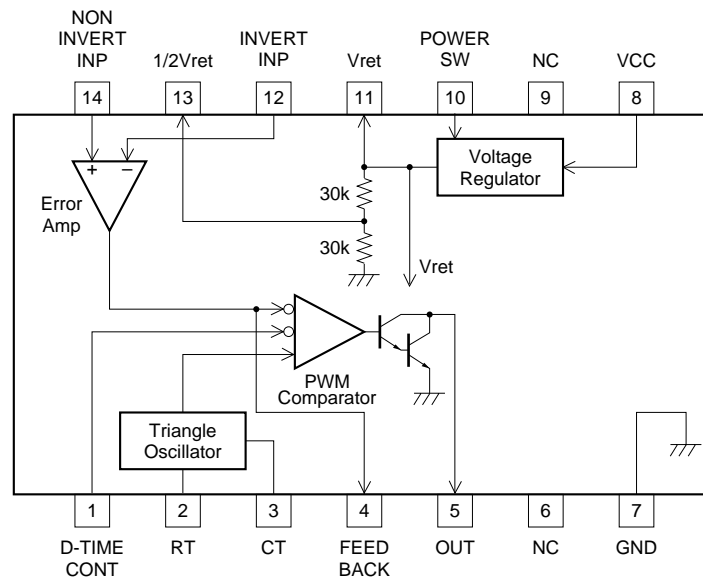 NON
INVERT
INP
1/2Vret
INVERT
INP
Vret
POWER
SW
NC
VCC
14
13
12
11
10
9
8
+
−
Error
Amp
30k
30k
Voltage
Regulator
Vret
PWM
Comparator
Triangle
Oscillator
1
2
3
4
5
6
7
D-TIME
CONT
RT
CT
FEED
BACK
OUT
NC
GND